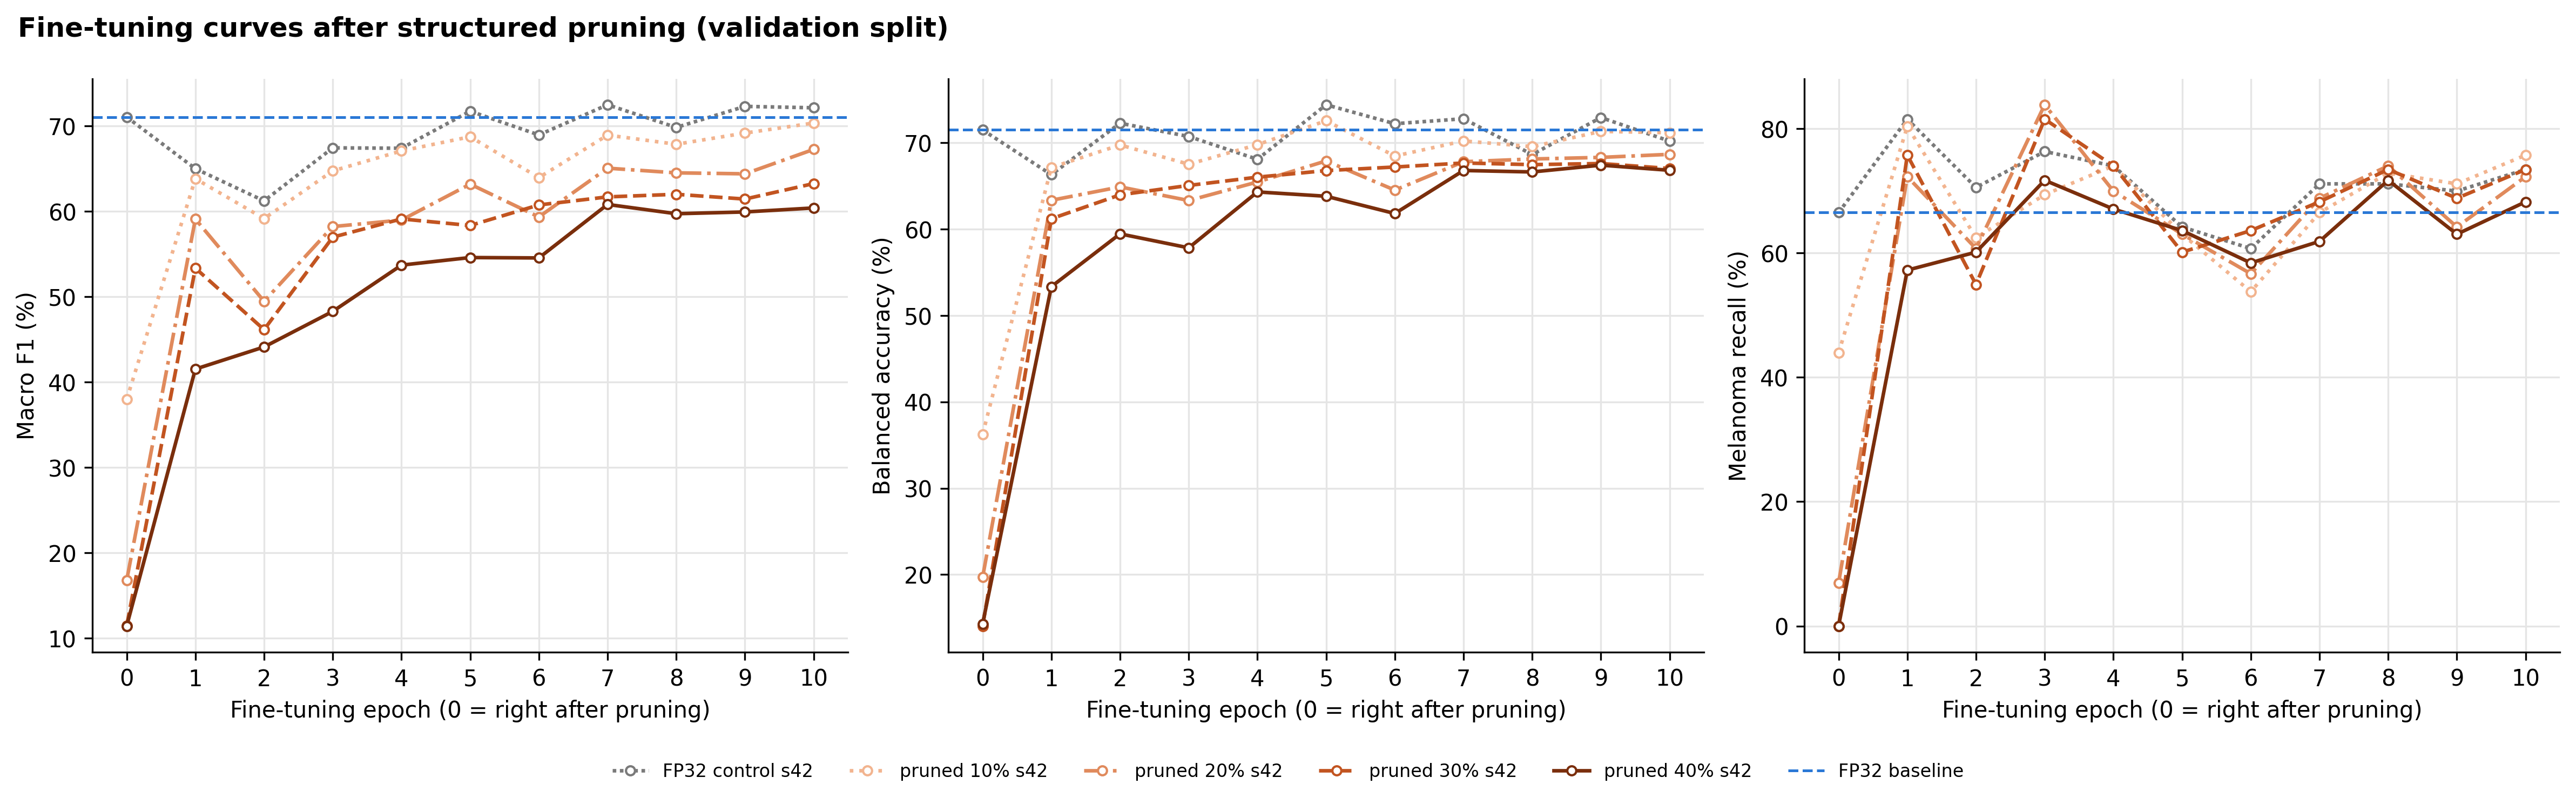 Fine-tuning curves after structured pruning (validation split)
Macro F1 (%)
70
60
50
40
30
20
10
0 1 2 3 4 5 6 7 8 9 10
Fine-tuning epoch (0 = right after pruning)
Balanced accuracy (%)
70
60
50
40
30
20
0 1 2 3 4 5 6 7 8 9 10
Fine-tuning epoch (0 = right after pruning)
Melanoma recall (%)
80
60
40
20
0
0 1 2 3 4 5 6 7 8 9 10
Fine-tuning epoch (0 = right after pruning)
FP32 control s42 pruned 10% s42 pruned 20% s42 pruned 30% s42 pruned 40% s42 FP32 baseline